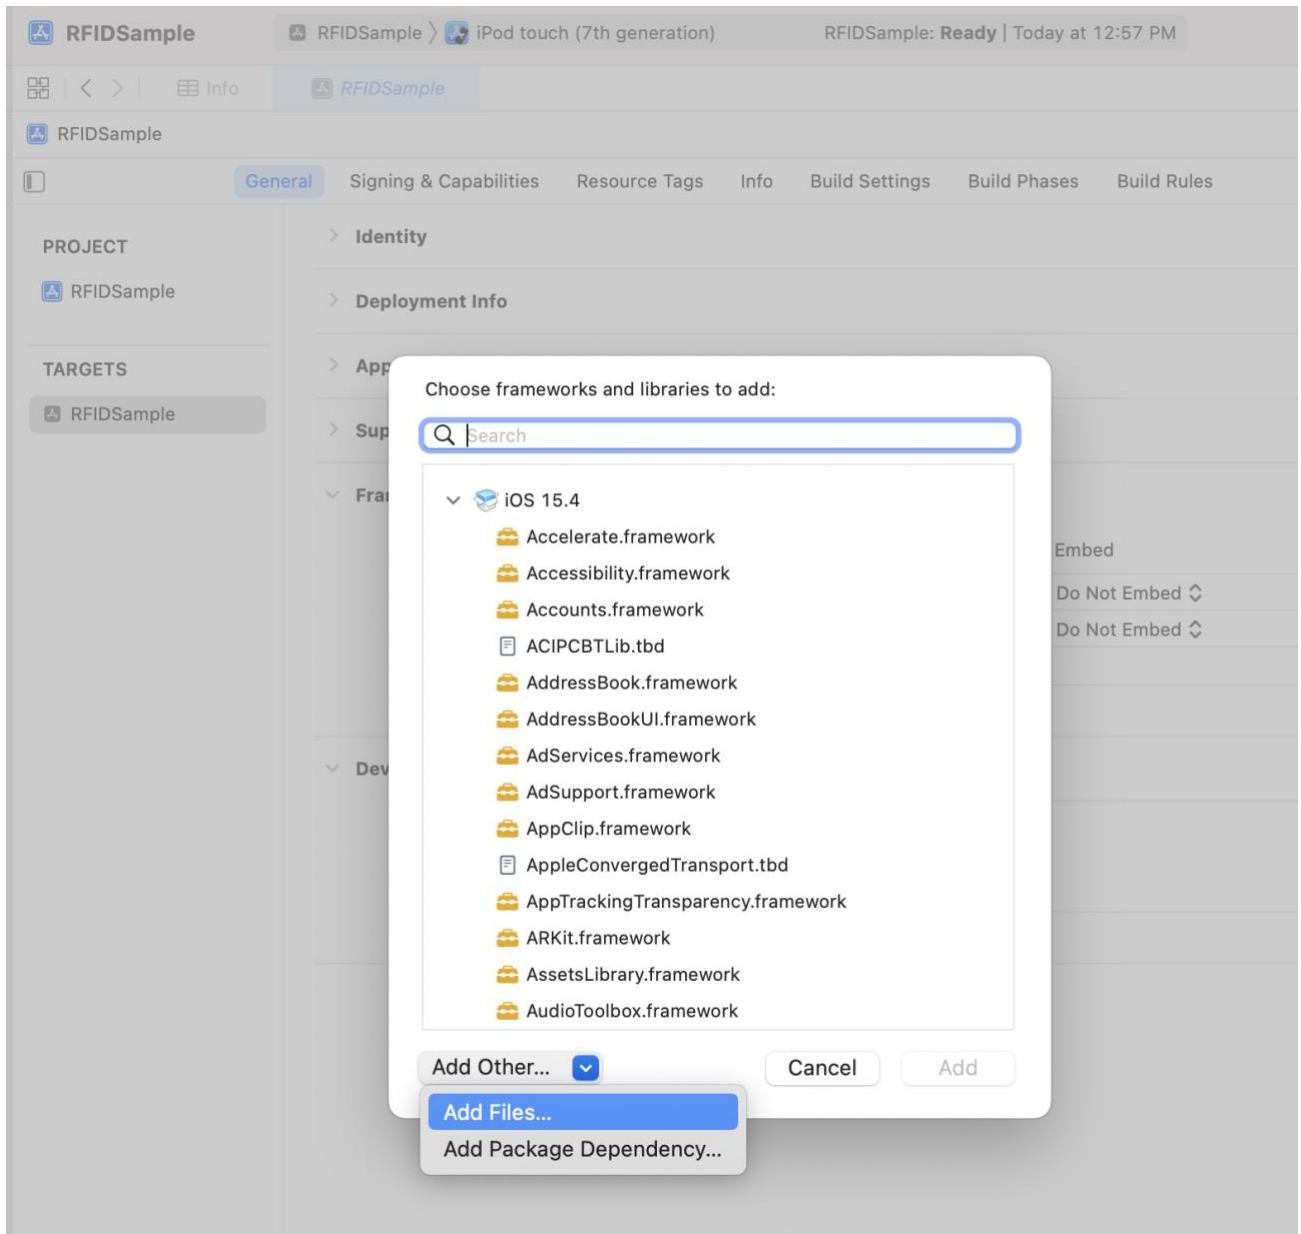 RFIDSample
RFIDSample 〉 iPod touch (7th generation)
RFIDSample: Ready | Today at 12:57 PM
Info
RFIDSample
RFIDSample
General Signing & Capabilities Resource Tags Info Build Settings Build Phases Build Rules
PROJECT
RFIDSample
TARGETS
RFIDSample
Identity
Deployment Info
App
Sup
Fra
Dev
Embed
Do Not Embed
Do Not Embed
Choose frameworks and libraries to add:
Search
iOS 15.4
Accelerate.framework
Accessibility.framework
Accounts.framework
ACIPCBTLib.tbd
AddressBook.framework
AddressBookUI.framework
AdServices.framework
AdSupport.framework
AppClip.framework
AppleConvergedTransport.tbd
AppTrackingTransparency.framework
ARKit.framework
AssetsLibrary.framework
AudioToolbox.framework
Add Other...
Cancel
Add
Add Files...
Add Package Dependency...